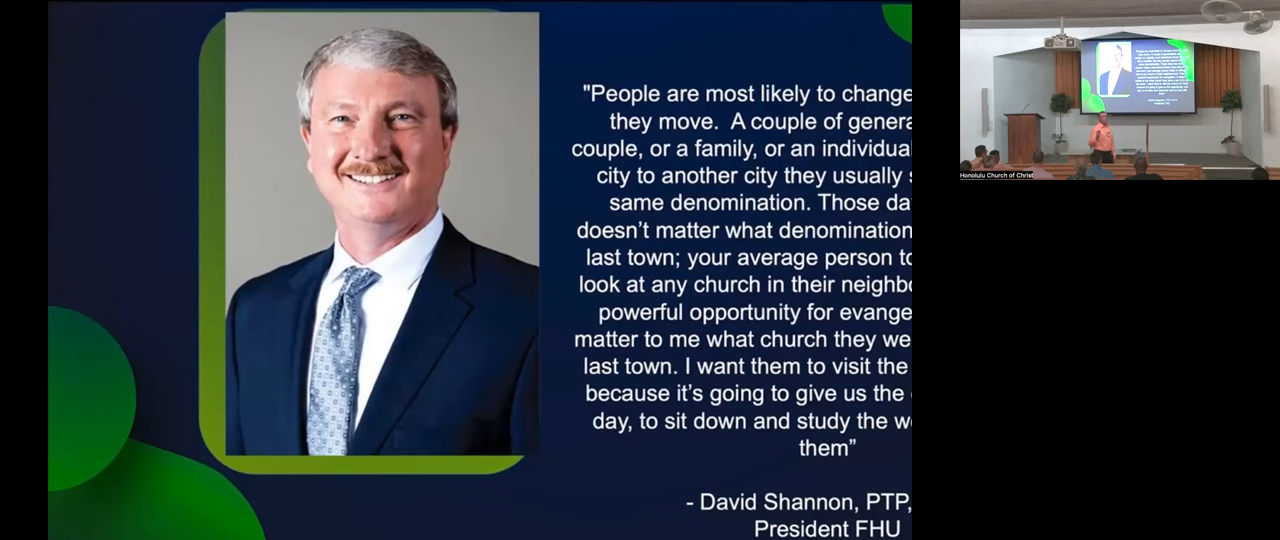 "People are most likely to change
they move. A couple of genera
couple, or a family, or an individual
city to another city they usually s
same denomination. Those da
doesn't matter what denomination
last town; your average person to
look at any church in their neighbo
powerful opportunity for evange
matter to me what church they we
last town. I want them to visit the
because it's going to give us the
day, to sit down and study the w
them"
- David Shannon, PTP,
President FHU
Honolulu Church of Christ